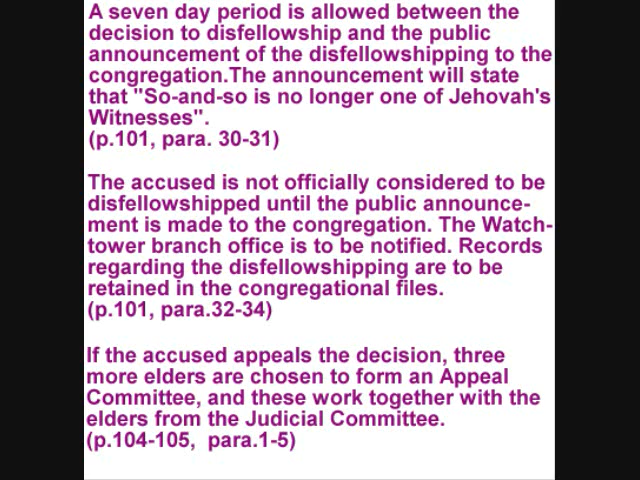 A seven day period is allowed between the
decision to disfellowship and the public
announcement of the disfellowshipping to the
congregation.The announcement will state
that "So-and-so is no longer one of Jehovah's
Witnesses".
(p.101, para. 30-31)
The accused is not officially considered to be
disfellowshipped until the public announce-
ment is made to the congregation. The Watch-
tower branch office is to be notified. Records
regarding the disfellowshipping are to be
retained in the congregational files.
(p.101, para.32-34)
If the accused appeals the decision, three
more elders are chosen to form an Appeal
Committee, and these work together with the
elders from the Judicial Committee.
(p.104-105,  para.1-5)